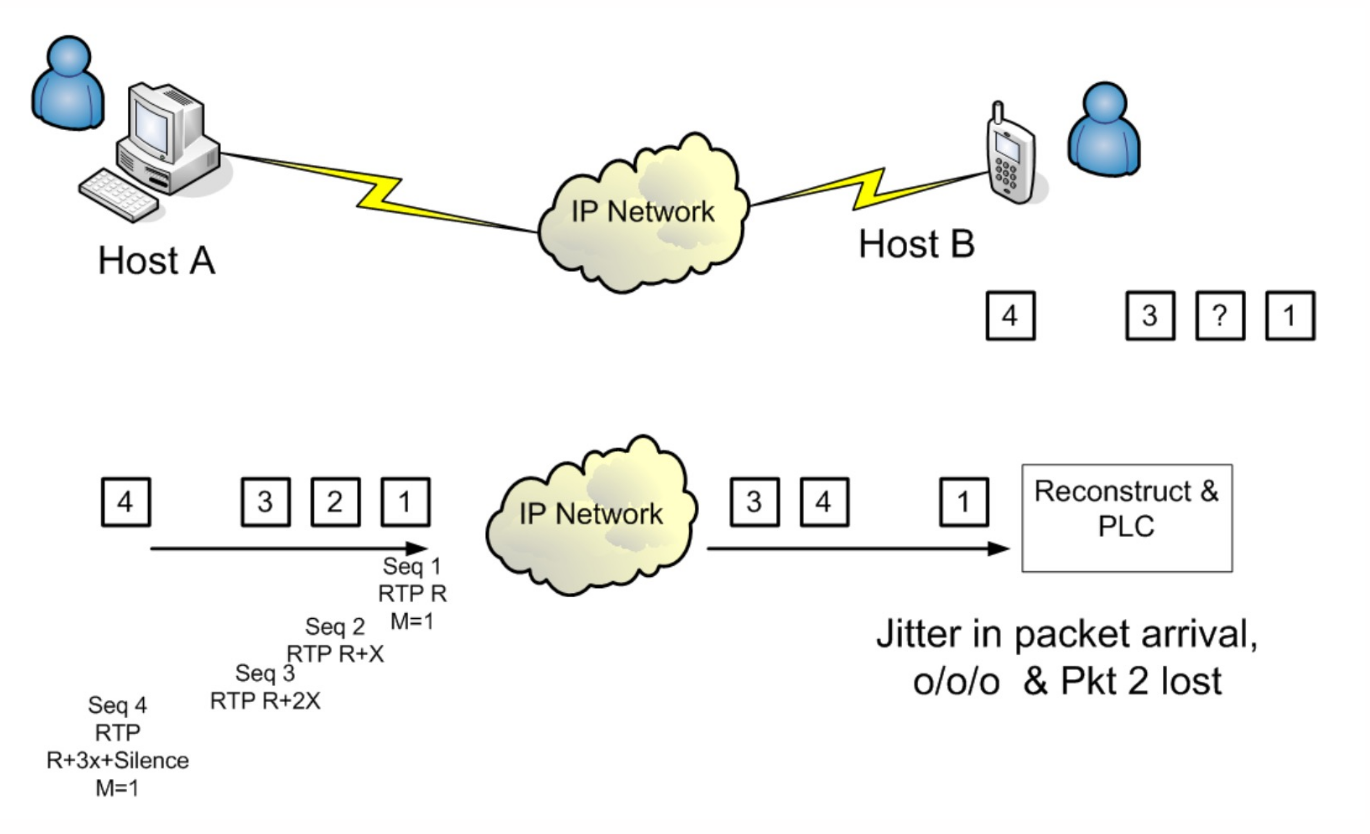 IP Network
Host A
Host B
4 3 ? 1
4 3 2 1
IP Network
3 4 1
Reconstruct &
PLC
Seq 1
RTP R
M=1
Seq 2
RTP R+X
Seq 3
RTP R+2X
Seq 4
RTP
R+3x+Silence
M=1
Jitter in packet arrival,
o/o/o & Pkt 2 lost